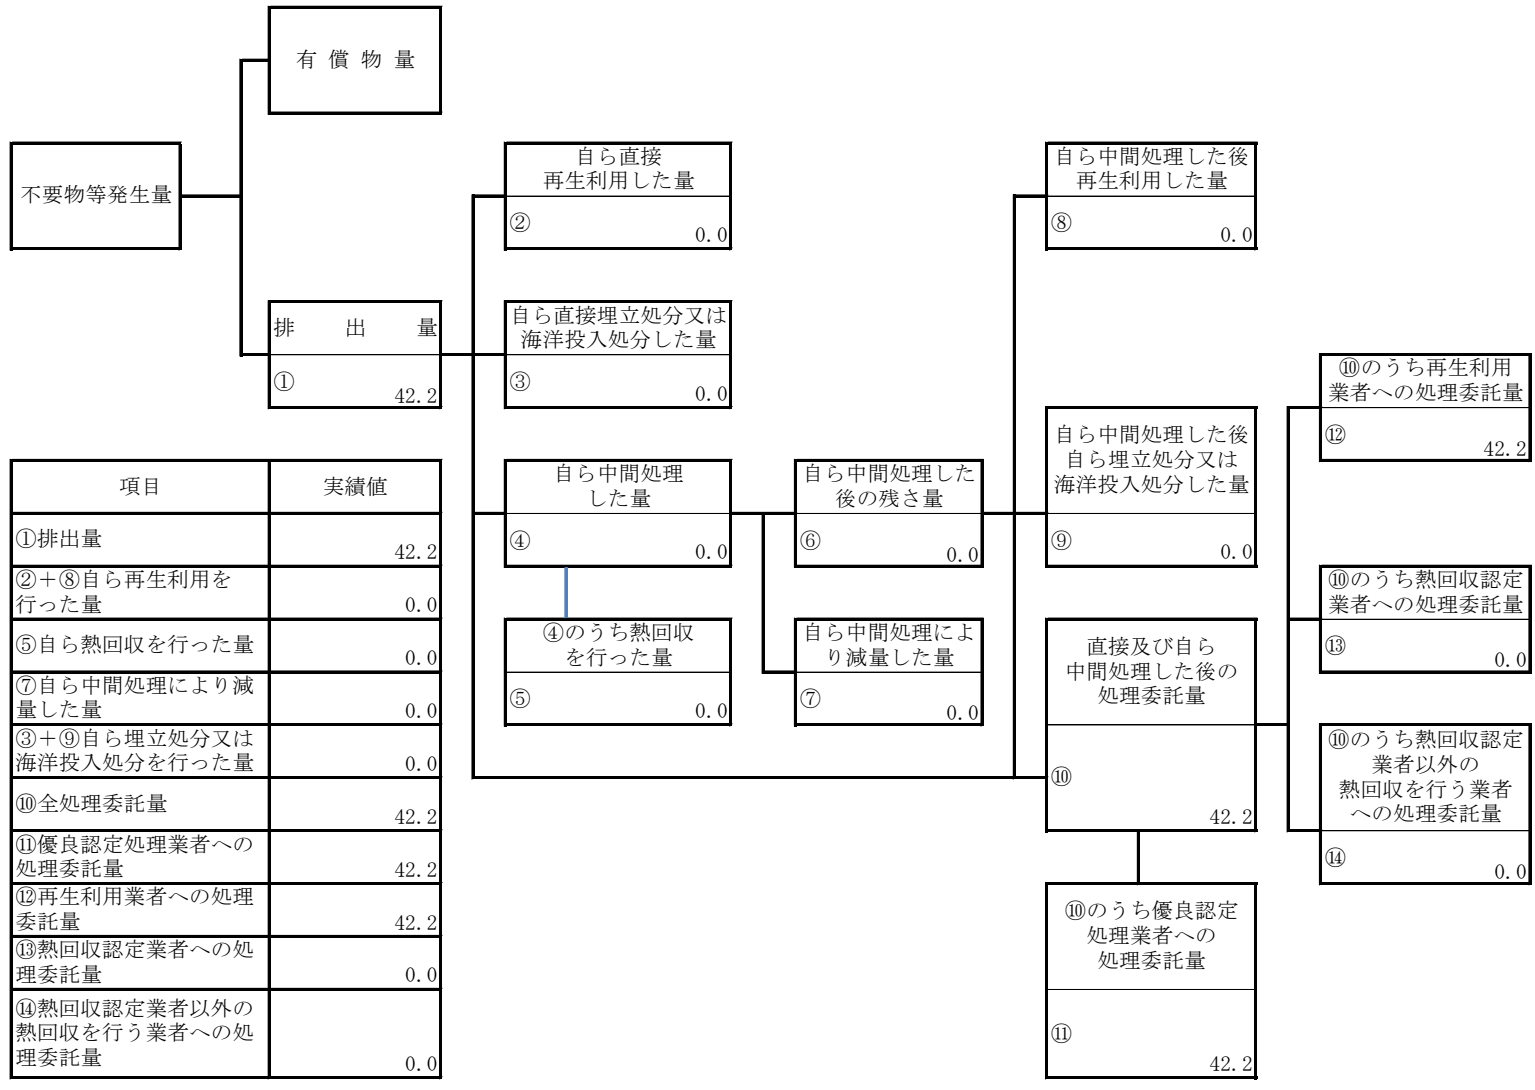 有償物量
不要物等発生量
自ら直接
再生利用した量
②
0.0
自ら中間処理した後
再生利用した量
⑧
0.0
排出量
①
42.2
自ら直接埋立処分又は
海洋投入処分した量
③
0.0
⑩のうち再生利用
業者への処理委託量
⑫
42.2
自ら中間処理
した量
④
0.0
自ら中間処理した
後の残さ量
⑥
0.0
自ら中間処理した後
自ら埋立処分又は
海洋投入処分した量
⑨
0.0
⑩のうち熱回収認定
業者への処理委託量
⑬
0.0
④のうち熱回収
を行った量
⑤
0.0
自ら中間処理によ
り減量した量
⑦
0.0
直接及び自ら
中間処理した後の
処理委託量
⑩
42.2
⑩のうち熱回収認定
業者以外の
熱回収を行う業者
への処理委託量
⑭
0.0
⑩のうち優良認定
処理業者への
処理委託量
⑪
42.2
項目 実績値
①排出量
42.2
②+⑧自ら再生利用を
行った量
0.0
⑤自ら熱回収を行った量
0.0
⑦自ら中間処理により減
量した量
0.0
③+⑨自ら埋立処分又は
海洋投入処分を行った量
0.0
⑩全処理委託量
42.2
⑪優良認定処理業者への
処理委託量
42.2
⑫再生利用業者への処理
委託量
42.2
⑬熱回収認定業者への処
理委託量
0.0
⑭熱回収認定業者以外の
熱回収を行う業者への処
理委託量
0.0